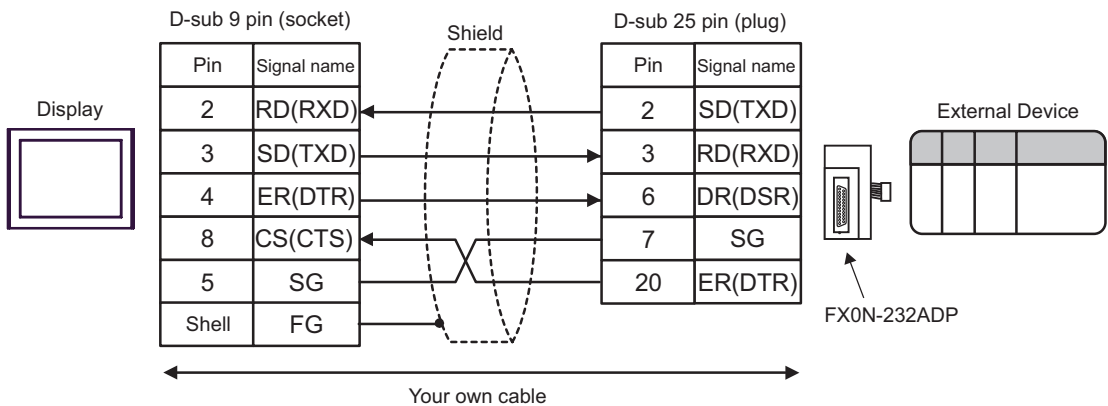 D-sub 9 pin (socket)
Shield
D-sub 25 pin (plug)
Pin Signal name
Pin Signal name
Display
2 RD(RXD)
2 SD(TXD)
External Device
3 SD(TXD)
3 RD(RXD)
4 ER(DTR)
6 DR(DSR)
8 CS(CTS)
7 SG
5 SG
20 ER(DTR)
Shell FG
FX0N-232ADP
Your own cable